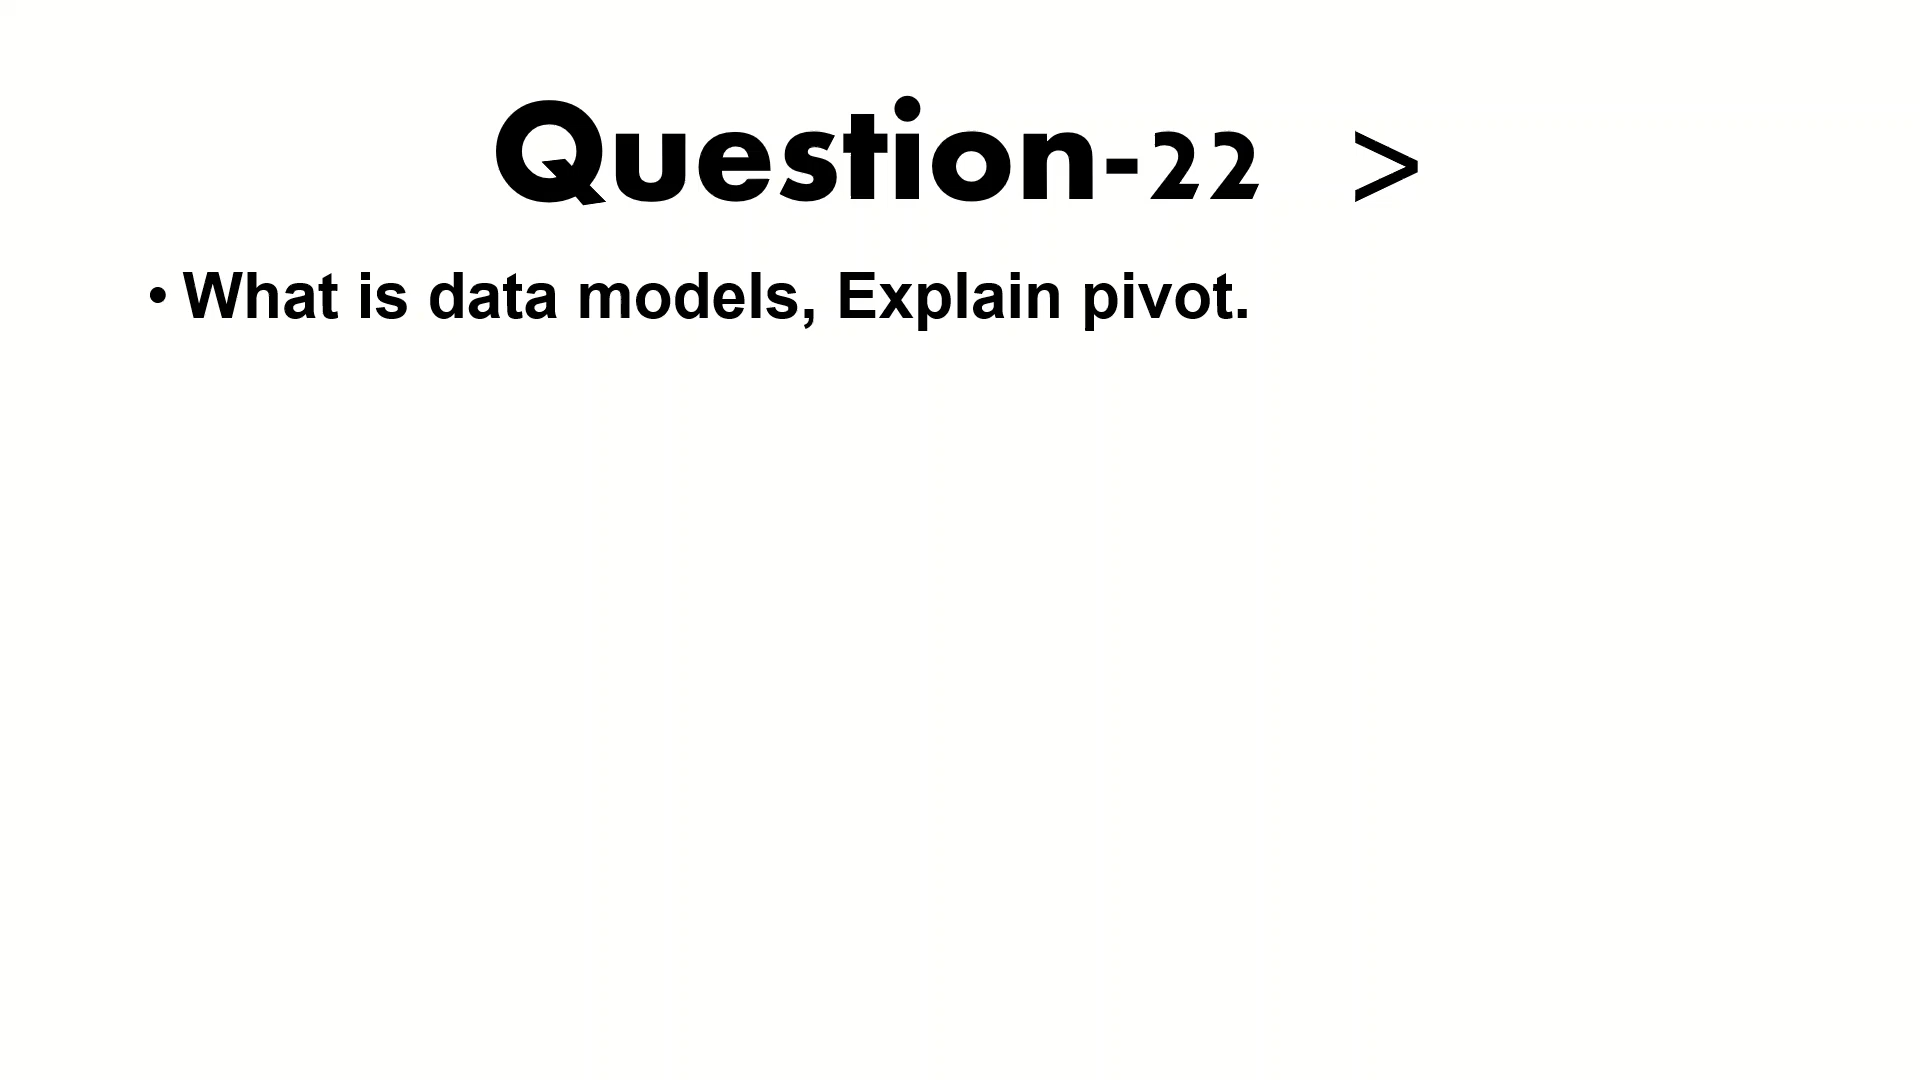 Question-22 >
• What is data models, Explain pivot.